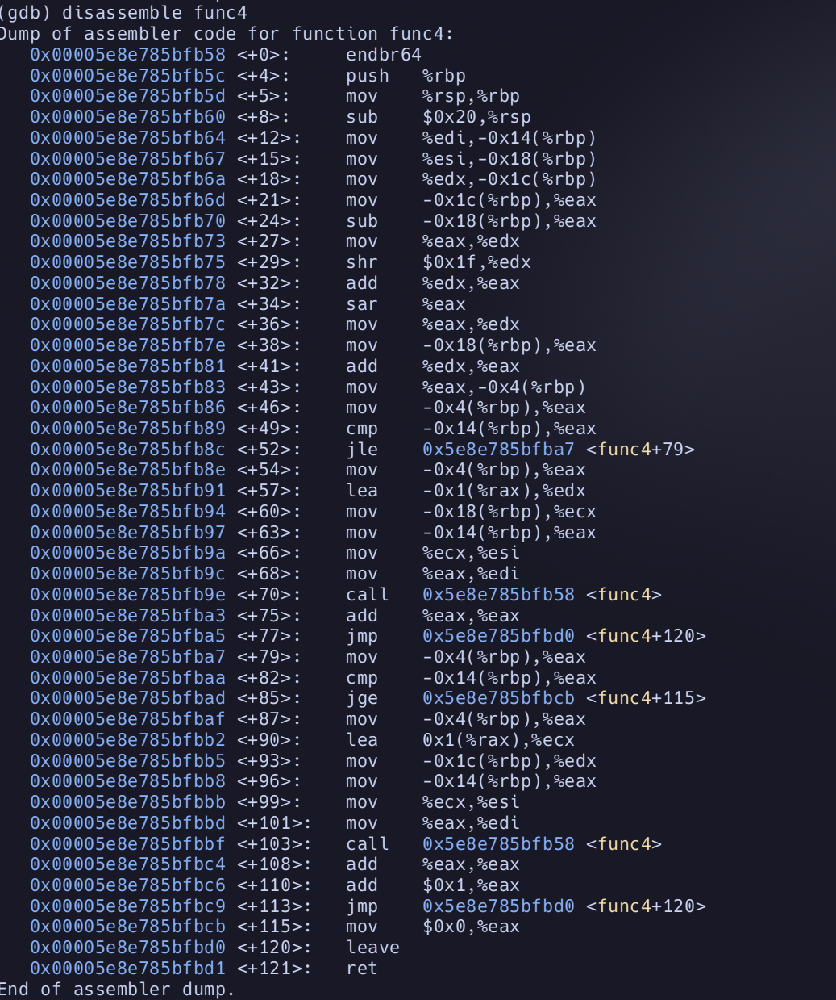 (gdb) disassemble func4
Dump of assembler code for function func4:
   0x00005e8e785bfb58 <+0>:     endbr64
   0x00005e8e785bfb5c <+4>:     push   %rbp
   0x00005e8e785bfb5d <+5>:     mov    %rsp,%rbp
   0x00005e8e785bfb60 <+8>:     sub    $0x20,%rsp
   0x00005e8e785bfb64 <+12>:    mov    %edi,-0x14(%rbp)
   0x00005e8e785bfb67 <+15>:    mov    %esi,-0x18(%rbp)
   0x00005e8e785bfb6a <+18>:    mov    %edx,-0x1c(%rbp)
   0x00005e8e785bfb6d <+21>:    mov    -0x1c(%rbp),%eax
   0x00005e8e785bfb70 <+24>:    sub    -0x18(%rbp),%eax
   0x00005e8e785bfb73 <+27>:    mov    %eax,%edx
   0x00005e8e785bfb75 <+29>:    shr    $0x1f,%edx
   0x00005e8e785bfb78 <+32>:    add    %edx,%eax
   0x00005e8e785bfb7a <+34>:    sar    %eax
   0x00005e8e785bfb7c <+36>:    mov    %eax,%edx
   0x00005e8e785bfb7e <+38>:    mov    -0x18(%rbp),%eax
   0x00005e8e785bfb81 <+41>:    add    %edx,%eax
   0x00005e8e785bfb83 <+43>:    mov    %eax,-0x4(%rbp)
   0x00005e8e785bfb86 <+46>:    mov    -0x4(%rbp),%eax
   0x00005e8e785bfb89 <+49>:    cmp    -0x14(%rbp),%eax
   0x00005e8e785bfb8c <+52>:    jle    0x5e8e785bfba7 <func4+79>
   0x00005e8e785bfb8e <+54>:    mov    -0x4(%rbp),%eax
   0x00005e8e785bfb91 <+57>:    lea    -0x1(%rax),%edx
   0x00005e8e785bfb94 <+60>:    mov    -0x18(%rbp),%ecx
   0x00005e8e785bfb97 <+63>:    mov    -0x14(%rbp),%eax
   0x00005e8e785bfb9a <+66>:    mov    %ecx,%esi
   0x00005e8e785bfb9c <+68>:    mov    %eax,%edi
   0x00005e8e785bfb9e <+70>:    call   0x5e8e785bfb58 <func4>
   0x00005e8e785bfba3 <+75>:    add    %eax,%eax
   0x00005e8e785bfba5 <+77>:    jmp    0x5e8e785bfbd0 <func4+120>
   0x00005e8e785bfba7 <+79>:    mov    -0x4(%rbp),%eax
   0x00005e8e785bfbaa <+82>:    cmp    -0x14(%rbp),%eax
   0x00005e8e785bfbad <+85>:    jge    0x5e8e785bfbcb <func4+115>
   0x00005e8e785bfbaf <+87>:    mov    -0x4(%rbp),%eax
   0x00005e8e785bfbb2 <+90>:    lea    0x1(%rax),%ecx
   0x00005e8e785bfbb5 <+93>:    mov    -0x1c(%rbp),%edx
   0x00005e8e785bfbb8 <+96>:    mov    -0x14(%rbp),%eax
   0x00005e8e785bfbbb <+99>:    mov    %ecx,%esi
   0x00005e8e785bfbbd <+101>:   mov    %eax,%edi
   0x00005e8e785bfbbf <+103>:   call   0x5e8e785bfb58 <func4>
   0x00005e8e785bfbc4 <+108>:   add    %eax,%eax
   0x00005e8e785bfbc6 <+110>:   add    $0x1,%eax
   0x00005e8e785bfbc9 <+113>:   jmp    0x5e8e785bfbd0 <func4+120>
   0x00005e8e785bfbcb <+115>:   mov    $0x0,%eax
   0x00005e8e785bfbd0 <+120>:   leave
   0x00005e8e785bfbd1 <+121>:   ret
End of assembler dump.